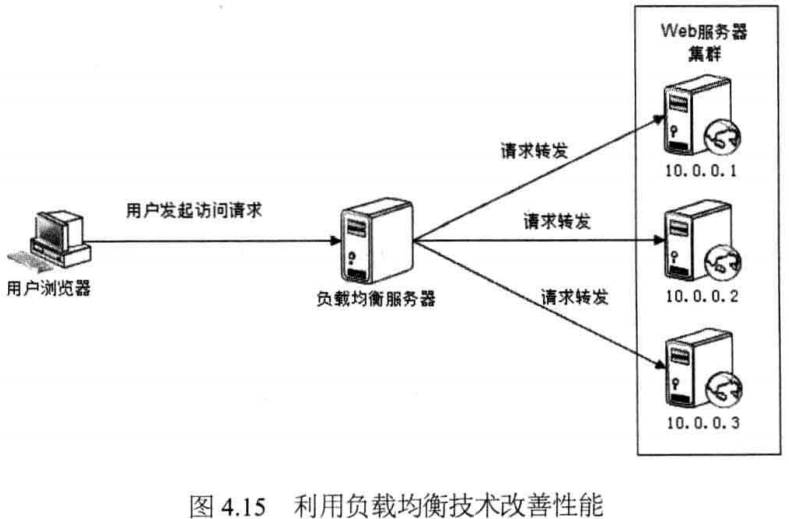 Web服务器
集群
请求转发
10.0.0.1
用户发起访问请求
请求转发
用户浏览器
负载均衡服务器
请求转发
10.0.0.2
10.0.0.3
图 4.15 利用负载均衡技术改善性能